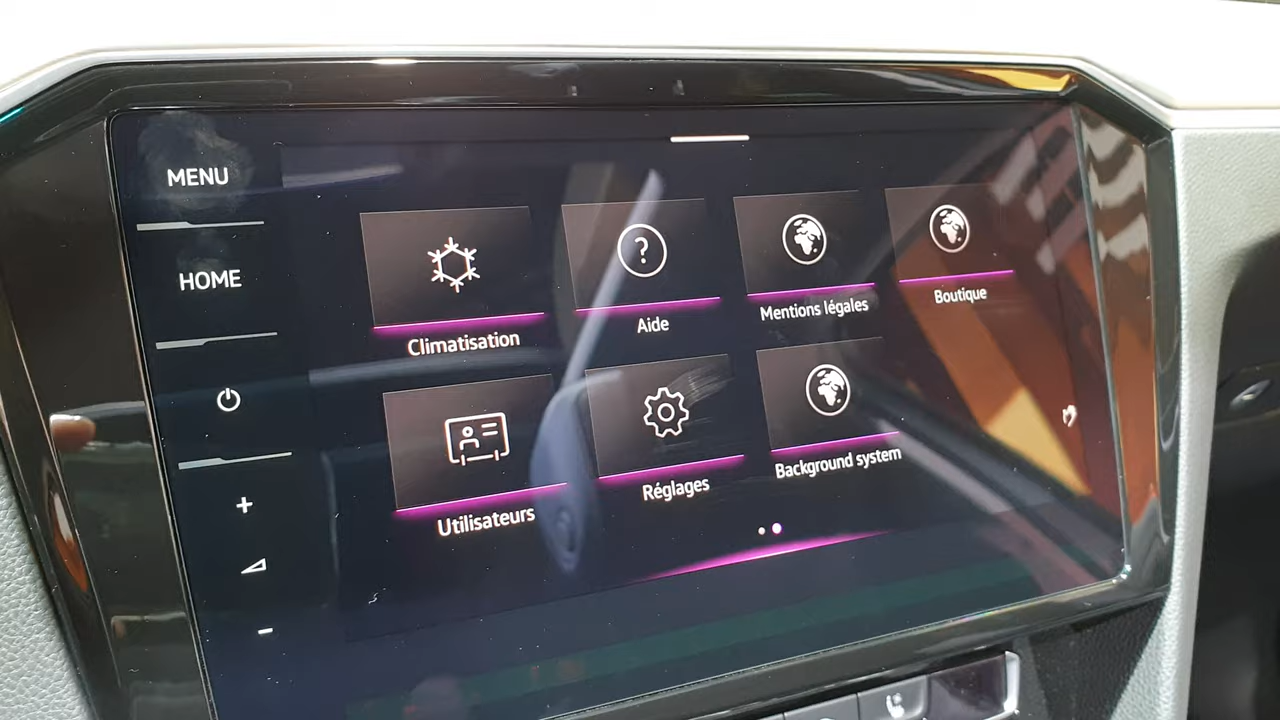 MENU
HOME
Climatisation
Aide
Mentions légales
Boutique
Utilisateurs
Réglages
Background system